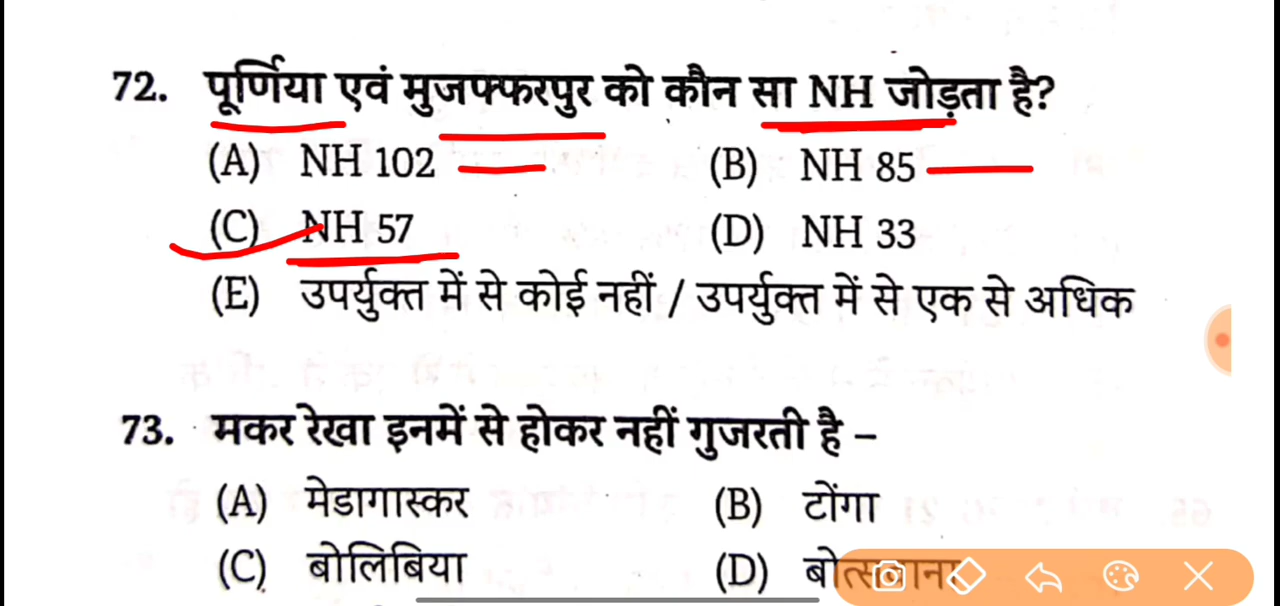 72. पूर्णिया एवं मुजफ्फरपुर को कौन सा NH जोड़ता है?
(A) NH 102 (B) NH 85
(C) NH 57 (D) NH 33
(E) उपर्युक्त में से कोई नहीं / उपर्युक्त में से एक से अधिक
73. मकर रेखा इनमें से होकर नहीं गुजरती है –
(A) मेडागास्कर (B) टोंगा
(C) बोलिबिया (D)